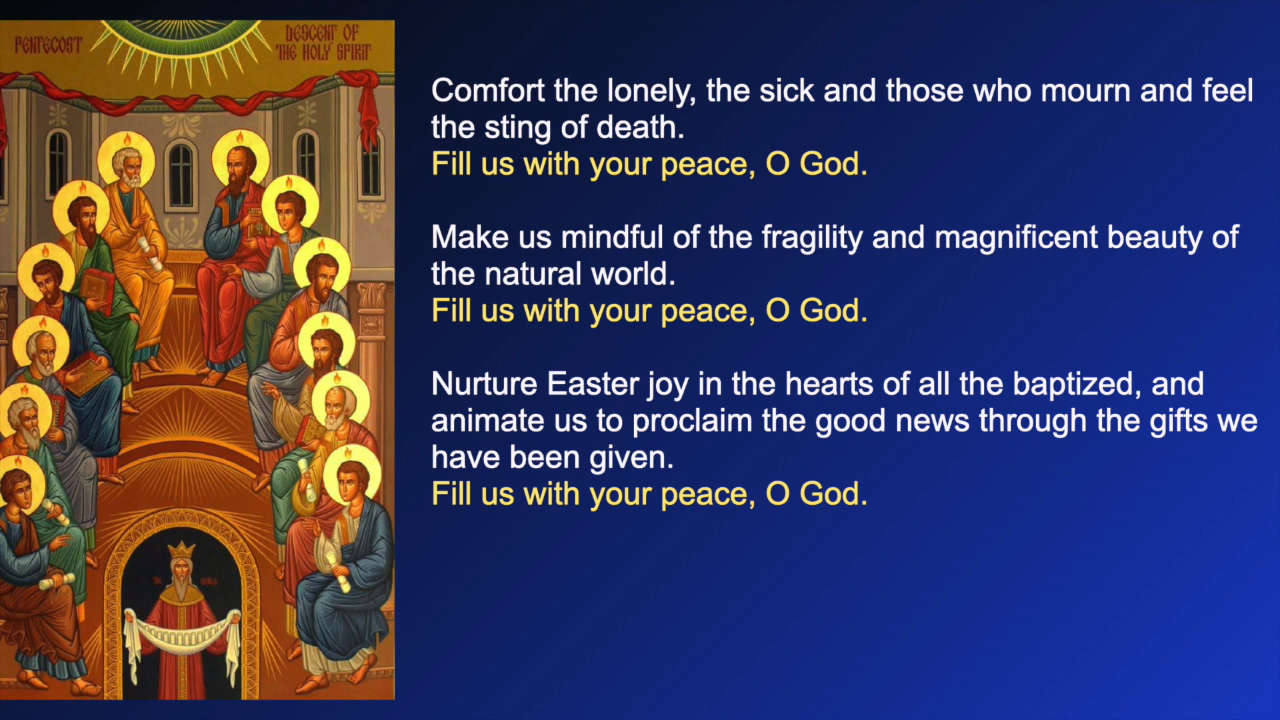 PENTECOST
DESCENT OF
THE HOLY SPIRIT
Comfort the lonely, the sick and those who mourn and feel
the sting of death.
Fill us with your peace, O God.
Make us mindful of the fragility and magnificent beauty of
the natural world.
Fill us with your peace, O God.
Nurture Easter joy in the hearts of all the baptized, and
animate us to proclaim the good news through the gifts we
have been given.
Fill us with your peace, O God.